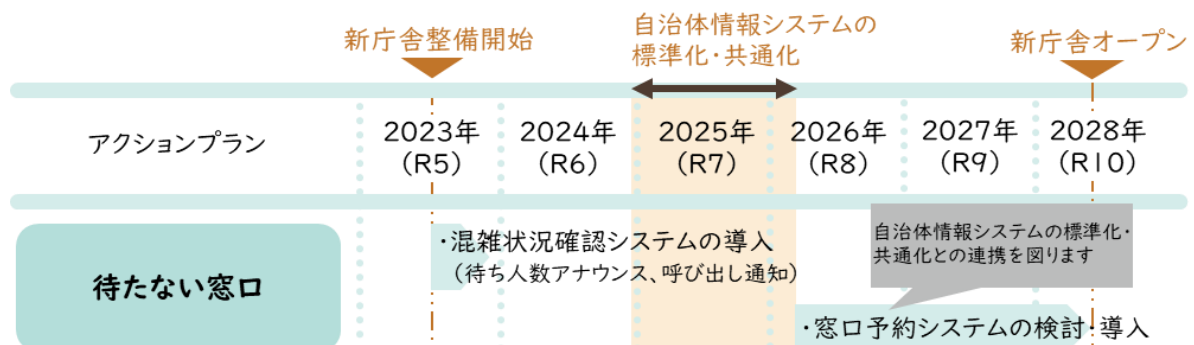 新庁舎整備開始
自治体情報システムの
標準化・共通化
新庁舎オープン
アクションプラン
2023年
(R5)
2024年
(R6)
2025年
(R7)
2026年
(R8)
2027年
(R9)
2028年
(R10)
待たない窓口
・混雑状況確認システムの導入
（待ち人数アナウンス、呼び出し通知）
自治体情報システムの標準化・
共通化との連携を図ります
・窓口予約システムの検討・導入